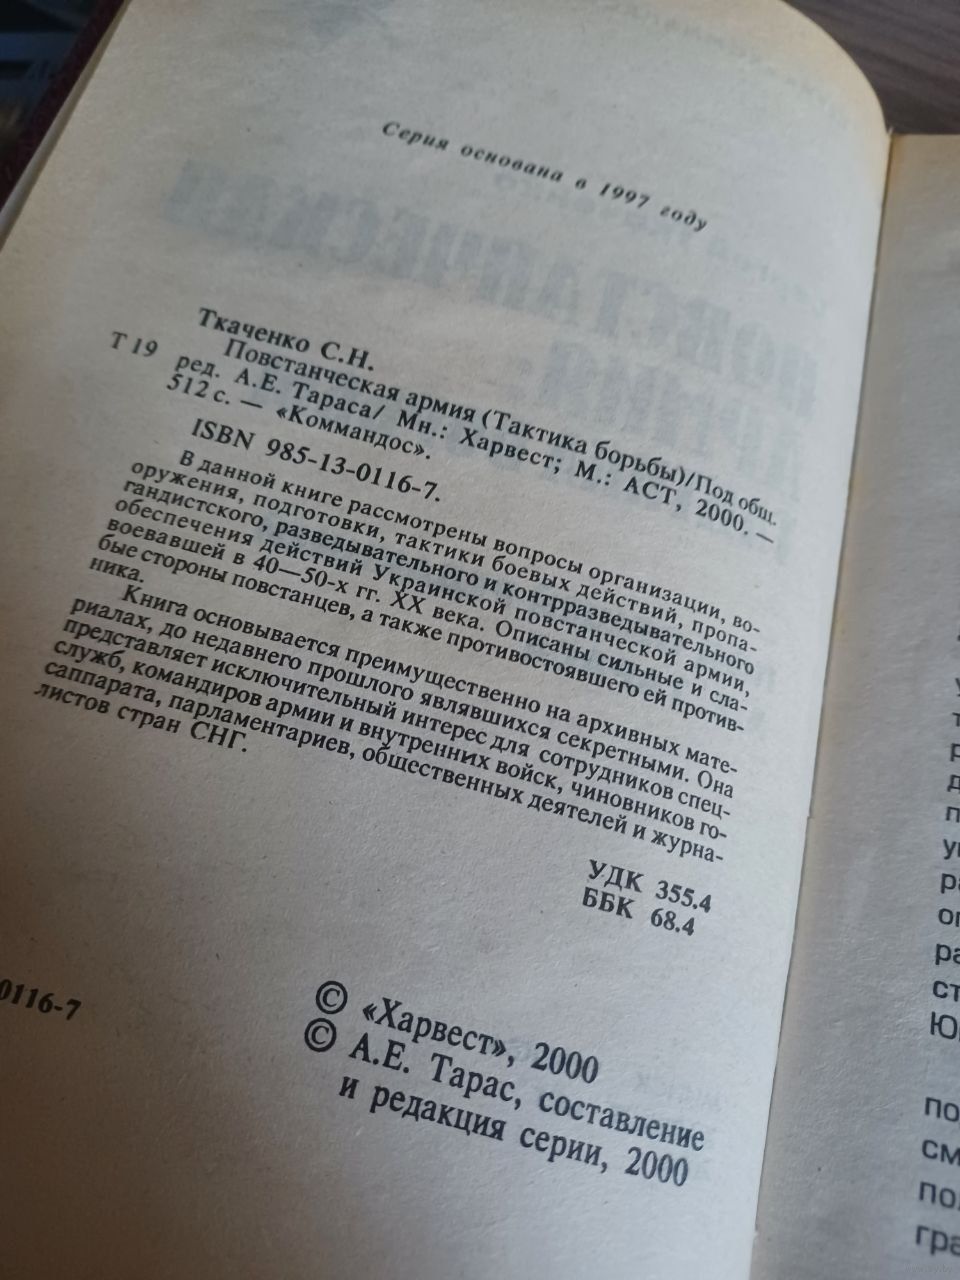 Серия основана в 1997 году
Ткаченко С.Н.
Т 19 Повстанческая армия (Тактика борьбы)/Под общ.
ред. А.Е. Тараса/ Мн.: Харвест; М.: АСТ, 2000. —
512 с. — «Коммандос».
ISBN 985-13-0116-7.
В данной книге рассмотрены вопросы организации, во-
оружения, подготовки, тактики боевых действий, пропа-
гандистского, разведывательного и контрразведывательного
обеспечения действий Украинской повстанческой армии,
воевавшей в 40—50-х гг. XX века. Описаны сильные и сла-
бые стороны повстанцев, а также противостоявшего ей против-
ника.
Книга основывается преимущественно на архивных мате-
риалах, до недавнего прошлого являвшихся секретными. Она
представляет исключительный интерес для сотрудников спец-
служб, командиров армии и внутренних войск, чиновников го-
саппарата, парламентариев, общественных деятелей и журна-
листов стран СНГ.
УДК 355.4
ББК 68.4
0116-7
© «Харвест», 2000
© А.Е. Тарас, составление
и редакция серии, 2000